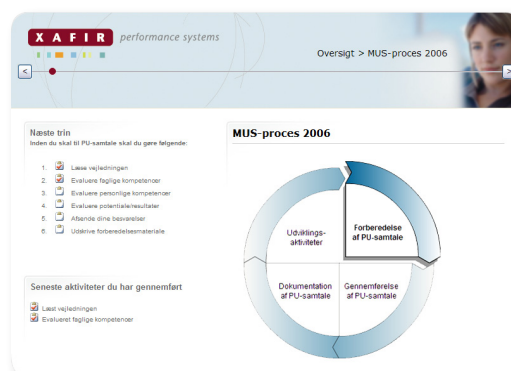 XAFIR performance systems
Oversigt > MUS-proces 2006
<
>
Næste trin
Inden du skal til PU-samtale skal du gøre følgende:
1. Læse vejledningen
2. Evaluere faglige kompetencer
3. Evaluere personlige kompetencer
4. Evaluere potentiale/resultater
5. Afsende dine besvarelser
6. Udskrive forberedelsesmateriale
Seneste aktiviteter du har gennemført
Læst vejledningen
Evalueret faglige kompetencer
MUS-proces 2006
Udviklings-
aktiviteter
Forberedelse
af PU-samtale
Dokumentation
af PU-samtale
Gennemførelse
af PU-samtale